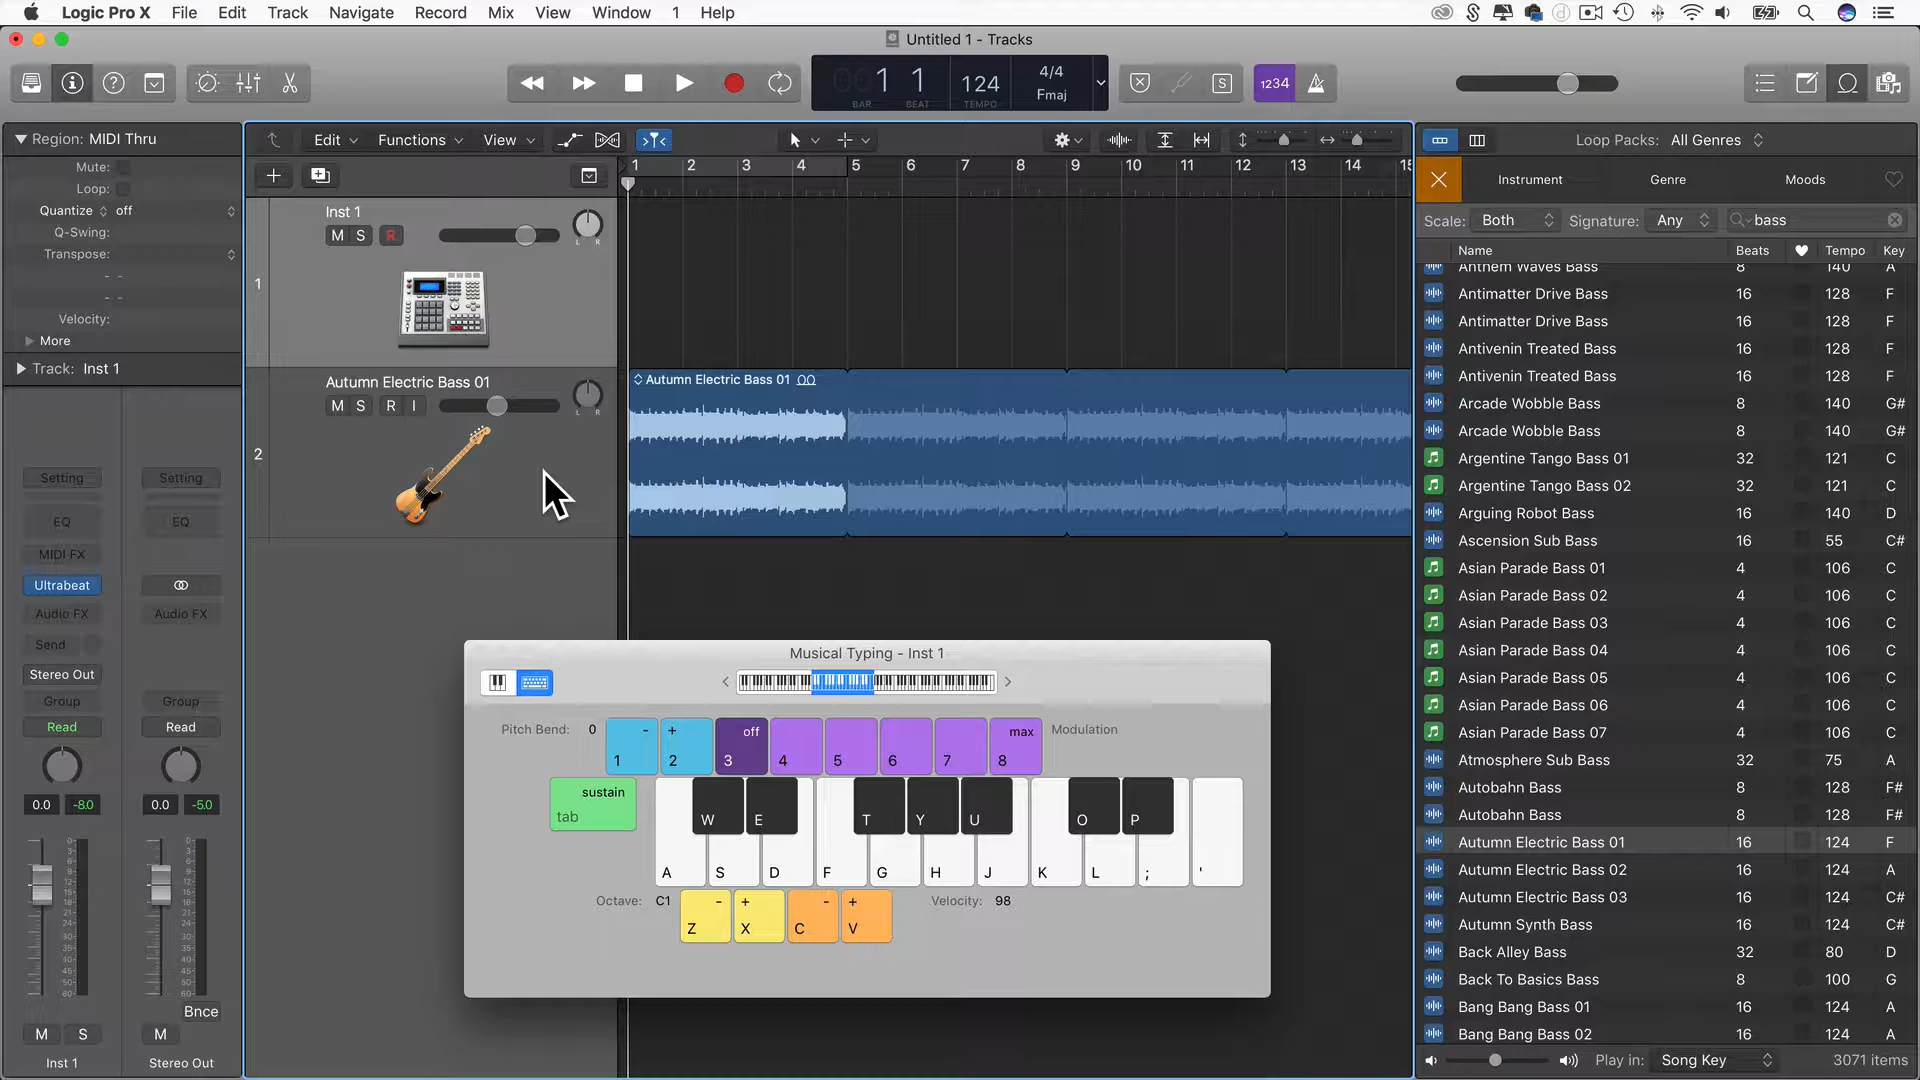 Logic Pro X File Edit Track Navigate Record Mix View Window 1 Help
Untitled 1 - Tracks
1 1 124 4/4 Fmaj
BAR BEAT TEMPO
S 1234
Region: MIDI Thru
Mute:
Loop:
Quantize off
Q-Swing:
Transpose:
Velocity:
More
Track: Inst 1
Setting Setting
EQ EQ
MIDI FX
Ultrabeat
Audio FX Audio FX
Send
Stereo Out
Group Group
Read Read
0.0 -8.0 0.0 -5.0
Bnce
M S M
Inst 1 Stereo Out
Edit Functions View
1 2 3 4 5 6 7 8 9 10 11 12 13 14 15
1
Inst 1
M S R
L R
2
Autumn Electric Bass 01
M S R I
L R
Autumn Electric Bass 01
Musical Typing - Inst 1
Pitch Bend: 0 - + off max Modulation
1 2 3 4 5 6 7 8
sustain
tab
W E T Y U O P
A S D F G H J K L ; '
Octave: C1 - + - + Velocity: 98
Z X C V
Loop Packs: All Genres
Instrument Genre Moods
Scale: Both Signature: Any bass
Name Beats Tempo Key
Anthem Waves Bass 8 140 A
Antimatter Drive Bass 16 128 F
Antimatter Drive Bass 16 128 F
Antivenin Treated Bass 16 128 F
Antivenin Treated Bass 16 128 F
Arcade Wobble Bass 8 140 G#
Arcade Wobble Bass 8 140 G#
Argentine Tango Bass 01 32 121 C
Argentine Tango Bass 02 32 121 C
Arguing Robot Bass 16 140 D
Ascension Sub Bass 16 55 C#
Asian Parade Bass 01 4 106 C
Asian Parade Bass 02 4 106 C
Asian Parade Bass 03 4 106 C
Asian Parade Bass 04 4 106 C
Asian Parade Bass 05 4 106 C
Asian Parade Bass 06 4 106 C
Asian Parade Bass 07 4 106 C
Atmosphere Sub Bass 32 75 A
Autobahn Bass 8 128 F#
Autobahn Bass 8 128 F#
Autumn Electric Bass 01 16 124 F
Autumn Electric Bass 02 16 124 A
Autumn Electric Bass 03 16 124 C#
Autumn Synth Bass 16 124 C#
Back Alley Bass 32 80 D
Back To Basics Bass 8 100 G
Bang Bang Bass 01 16 124 A
Bang Bang Bass 02 16 124 A
Play in: Song Key 3071 items